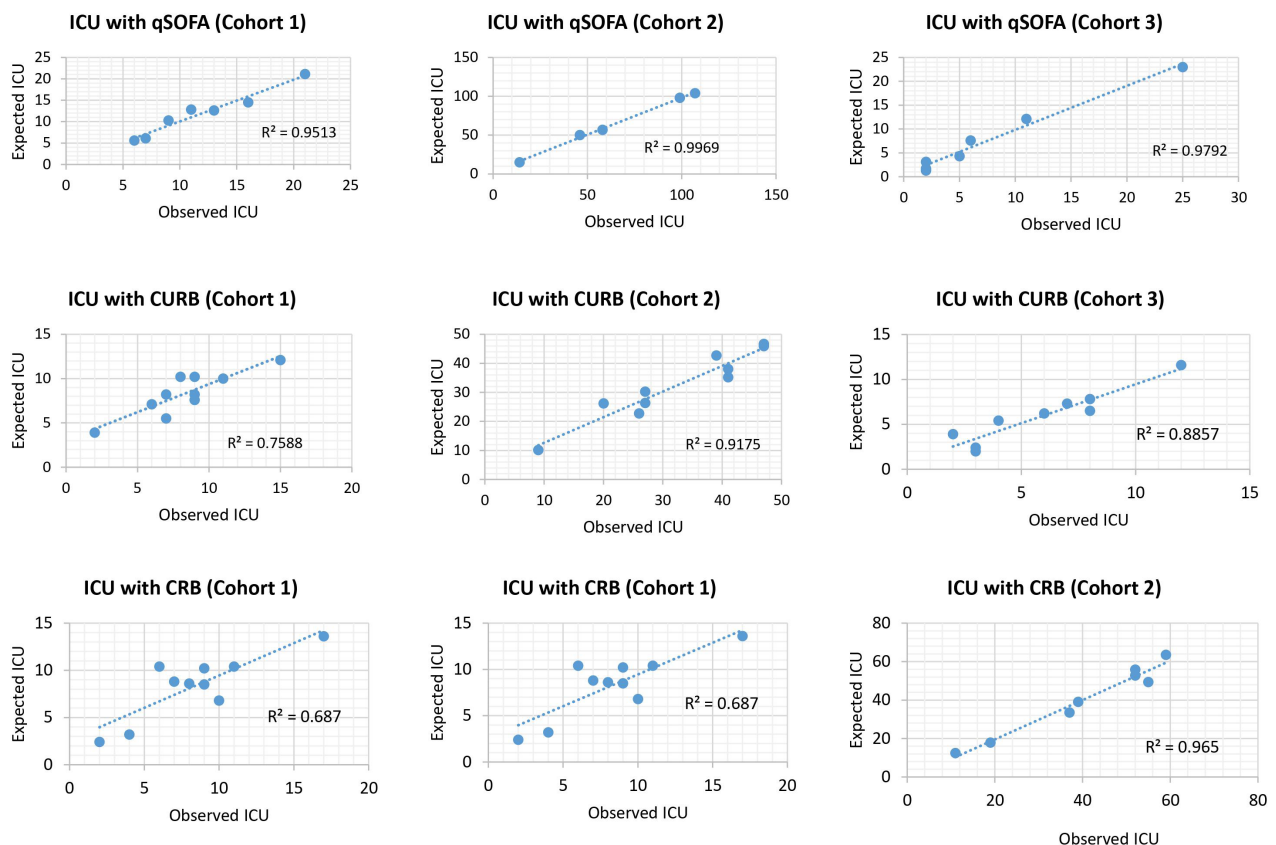 ICU with qSOFA (Cohort 1)
Expected ICU
25
20
15
10
5
0
R² = 0.9513
0 5 10 15 20 25
Observed ICU
ICU with qSOFA (Cohort 2)
Expected ICU
150
100
50
0
R² = 0.9969
0 50 100 150
Observed ICU
ICU with qSOFA (Cohort 3)
Expected ICU
25
20
15
10
5
0
R² = 0.9792
0 5 10 15 20 25 30
Observed ICU
ICU with CURB (Cohort 1)
Expected ICU
15
10
5
0
R² = 0.7588
0 5 10 15 20
Observed ICU
ICU with CURB (Cohort 2)
Expected ICU
50
40
30
20
10
0
R² = 0.9175
0 10 20 30 40 50
Observed ICU
ICU with CURB (Cohort 3)
Expected ICU
15
10
5
0
R² = 0.8857
0 5 10 15
Observed ICU
ICU with CRB (Cohort 1)
Expected ICU
15
10
5
0
R² = 0.687
0 5 10 15 20
Observed ICU
ICU with CRB (Cohort 1)
Expected ICU
15
10
5
0
R² = 0.687
0 5 10 15 20
Observed ICU
ICU with CRB (Cohort 2)
Expected ICU
80
60
40
20
0
R² = 0.965
0 20 40 60 80
Observed ICU